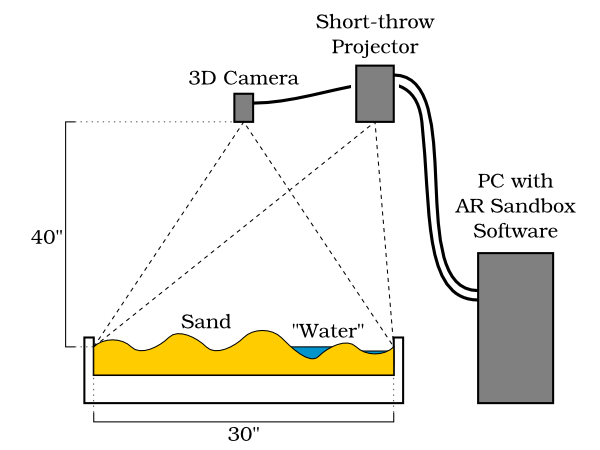 Short-throw
Projector
3D Camera
PC with
AR Sandbox
Software
40"
Sand
"Water"
30"